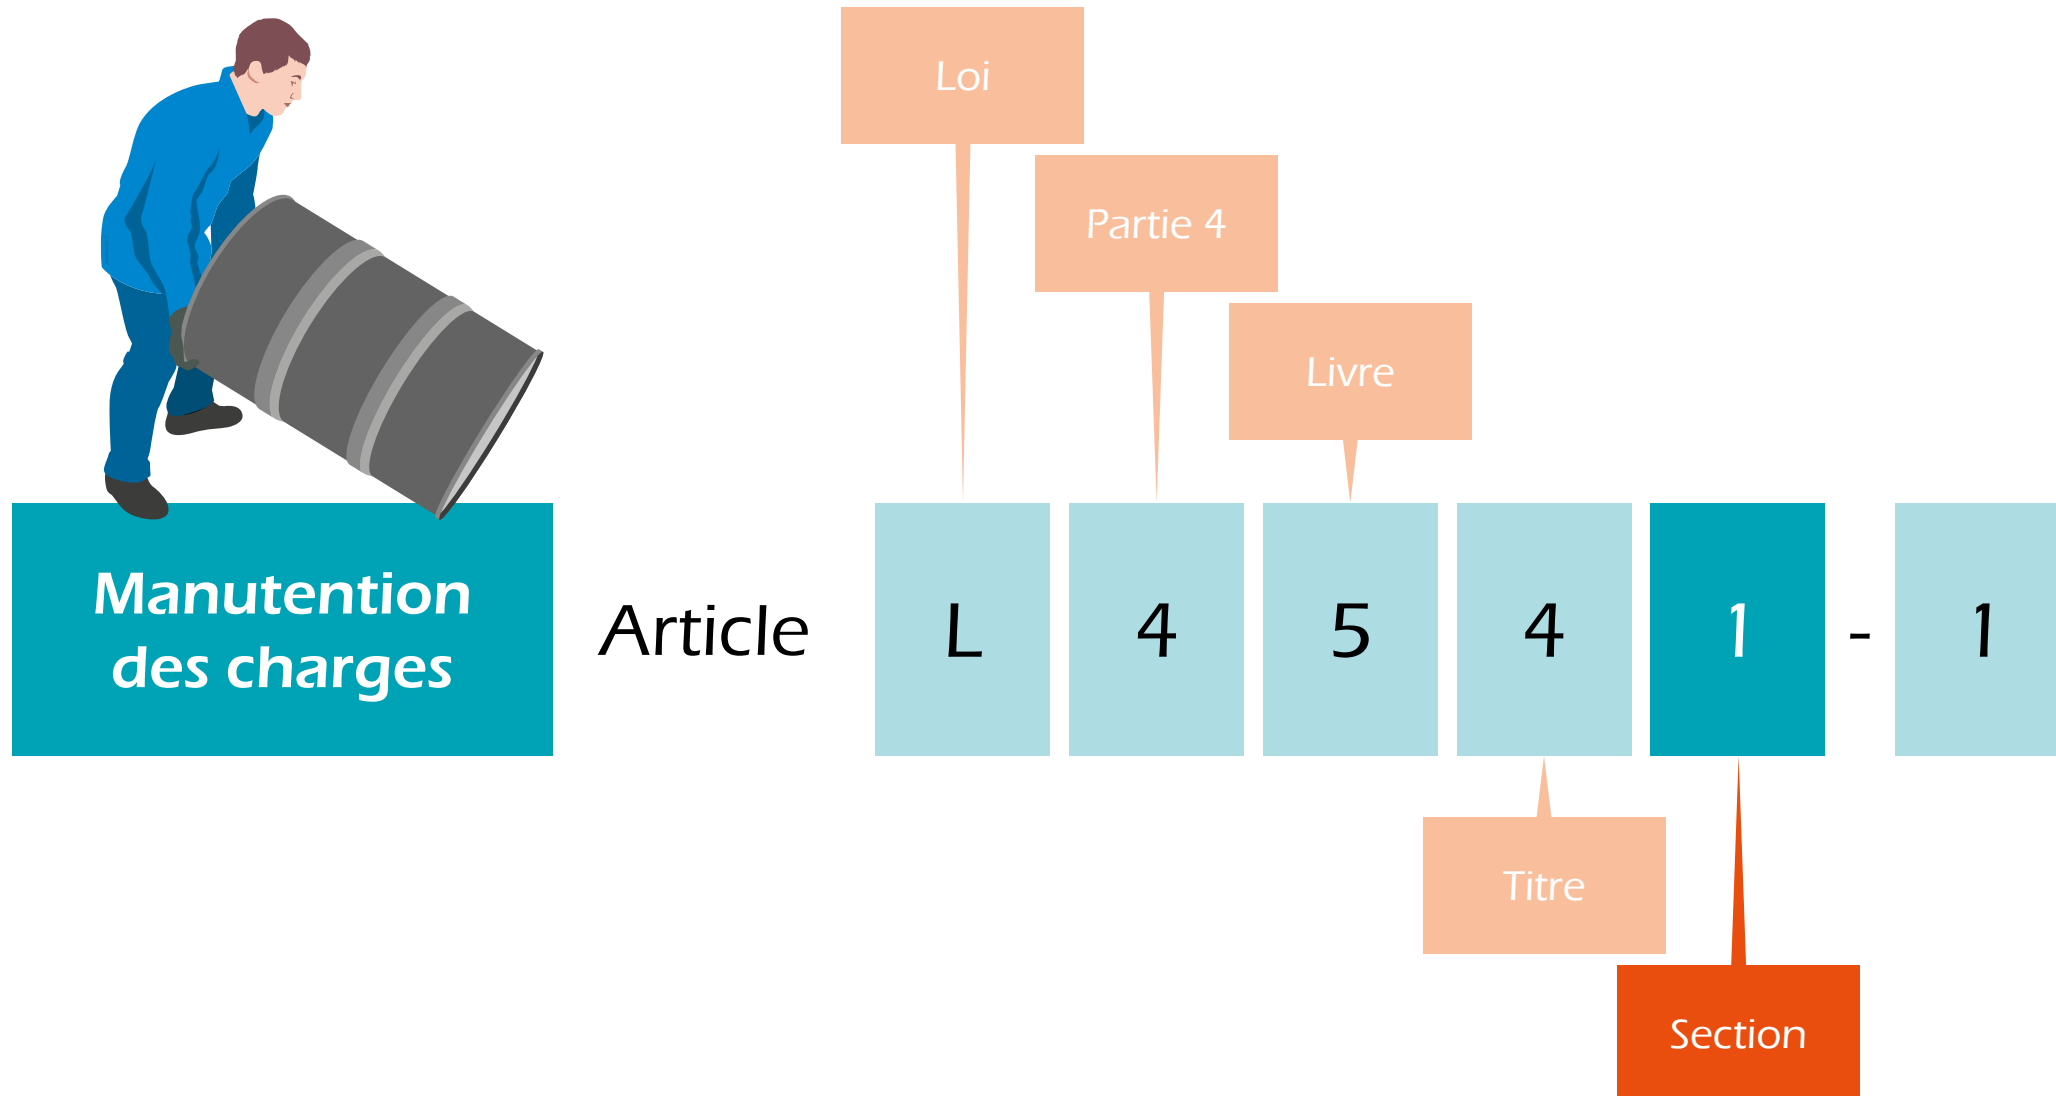 Loi
Partie 4
Livre
Manutention
des charges
Article L 4 5 4 1 - 1
Titre
Section